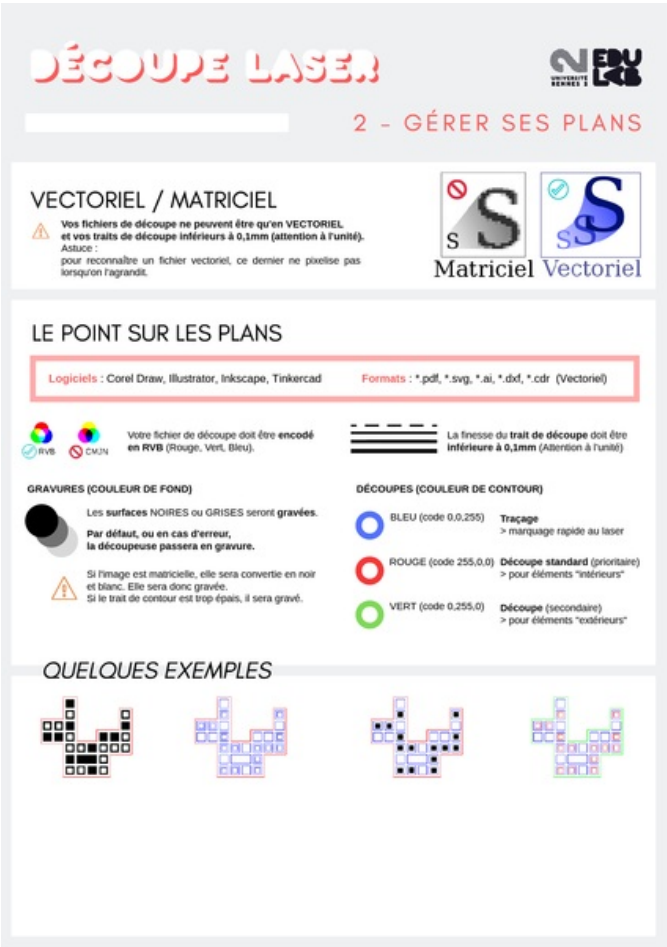 DÉCOUPE LASER
UNIVERSITÉ
RENNES 2
EDU
LAB
2 - GÉRER SES PLANS
VECTORIEL / MATRICIEL
Vos fichiers de découpe ne peuvent être qu'en VECTORIEL
et vos traits de découpe inférieurs à 0,1mm (attention à l'unité).
Astuce :
pour reconnaître un fichier vectoriel, ce dernier ne pixelise pas
lorsqu'on l'agrandit.
S S
Matriciel
S S S
Vectoriel
LE POINT SUR LES PLANS
Logiciels : Corel Draw, Illustrator, Inkscape, Tinkercad
Formats : *.pdf, *.svg, *.ai, *.dxf, *.cdr (Vectoriel)
RVB
CMJN
Votre fichier de découpe doit être encodé
en RVB (Rouge, Vert, Bleu).
La finesse du trait de découpe doit être
inférieure à 0,1mm (Attention à l'unité)
GRAVURES (COULEUR DE FOND)
Les surfaces NOIRES ou GRISES seront gravées.
Par défaut, ou en cas d'erreur,
la découpeuse passera en gravure.
Si l'image est matricielle, elle sera convertie en noir
et blanc. Elle sera donc gravée.
Si le trait de contour est trop épais, il sera gravé.
DÉCOUPES (COULEUR DE CONTOUR)
BLEU (code 0,0,255) Traçage
> marquage rapide au laser
ROUGE (code 255,0,0) Découpe standard (prioritaire)
> pour éléments "intérieurs"
VERT (code 0,255,0) Découpe (secondaire)
> pour éléments "extérieurs"
QUELQUES EXEMPLES